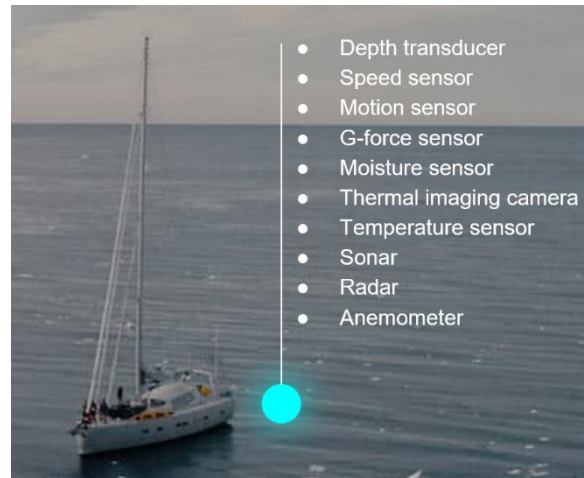 ● Depth transducer
● Speed sensor
● Motion sensor
● G-force sensor
● Moisture sensor
● Thermal imaging camera
● Temperature sensor
● Sonar
● Radar
● Anemometer